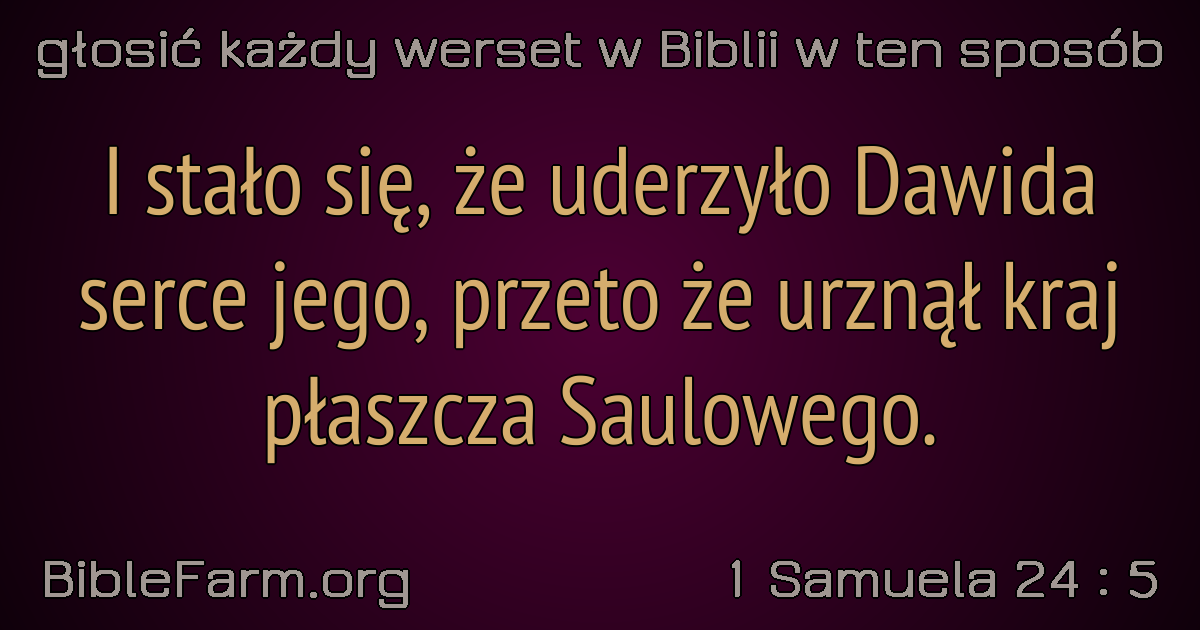 głosić każdy werset w Biblii w ten sposób
I stało się, że uderzyło Dawida
serce jego, przeto że urznął kraj
płaszcza Saulowego.
BibleFarm.org
1 Samuela 24 : 5